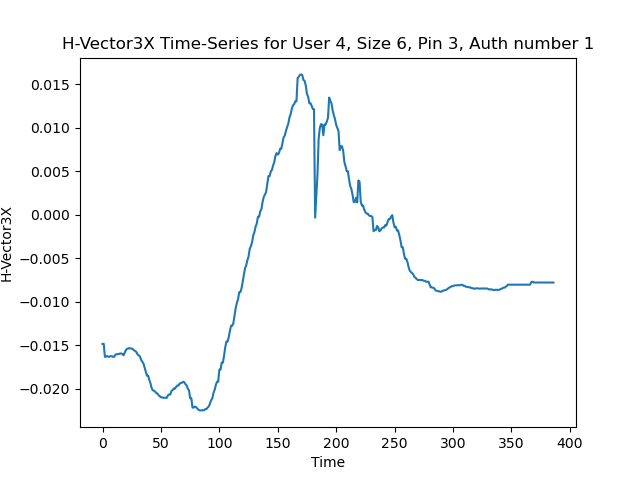 H-Vector3X Time-Series for User 4, Size 6, Pin 3, Auth number 1
0.015
0.010
0.005
0.000
−0.005
−0.010
−0.015
−0.020
H-Vector3X
0 50 100 150 200 250 300 350 400
Time